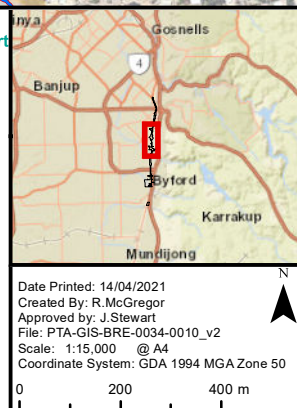 inya
Gosnells
rt
4
Banjup
Byford
Karrakup
Mundijong
N
Date Printed: 14/04/2021
Created By: R.McGregor
Approved by: J.Stewart
File: PTA-GIS-BRE-0034-0010_v2
Scale: 1:15,000 @ A4
Coordinate System: GDA 1994 MGA Zone 50
0 200 400 m